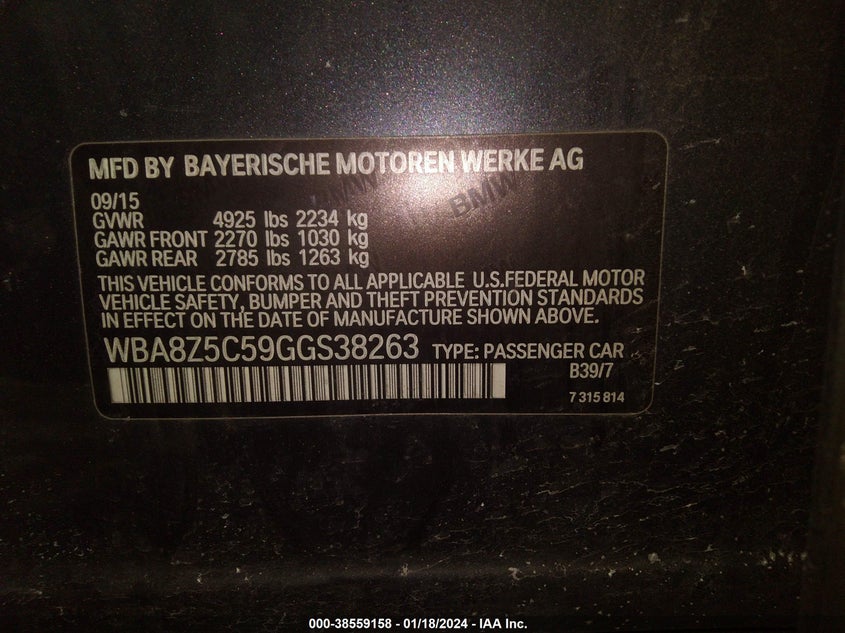 MFD BY BAYERISCHE MOTOREN WERKE AG
BMW
09/15
GVWR 4925 lbs 2234 kg
GAWR FRONT 2270 lbs 1030 kg
GAWR REAR 2785 lbs 1263 kg
THIS VEHICLE CONFORMS TO ALL APPLICABLE U.S.FEDERAL MOTOR
VEHICLE SAFETY, BUMPER AND THEFT PREVENTION STANDARDS
IN EFFECT ON THE DATE OF MANUFACTURE SHOWN ABOVE.
WBA8Z5C59GGS38263 TYPE: PASSENGER CAR
B39/7
7 315 814
000-38559158 - 01/18/2024 - IAA Inc.